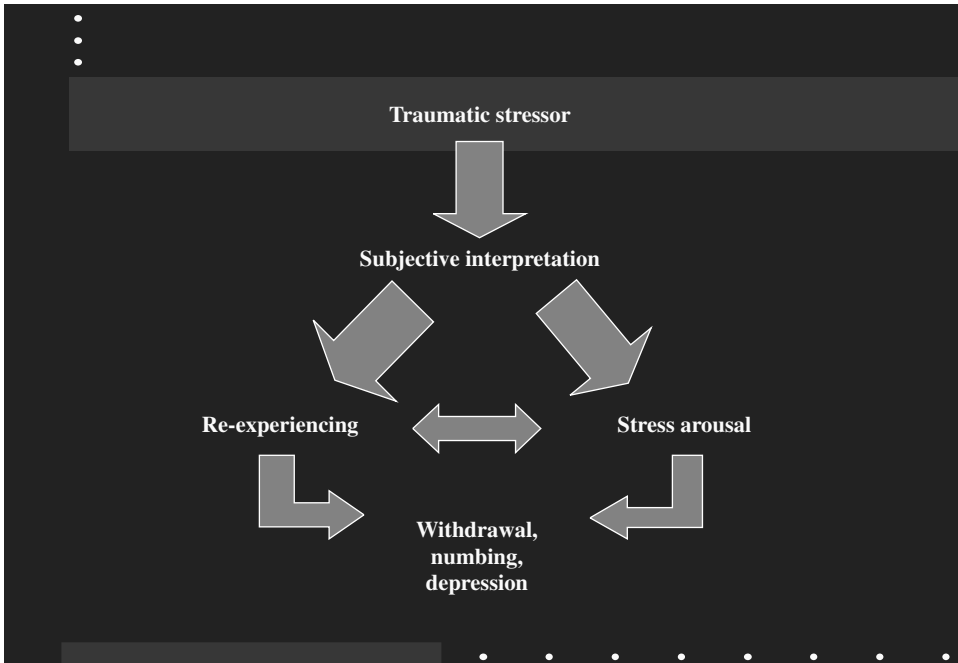 Traumatic stressor
Subjective interpretation
Re-experiencing
Stress arousal
Withdrawal,
numbing,
depression